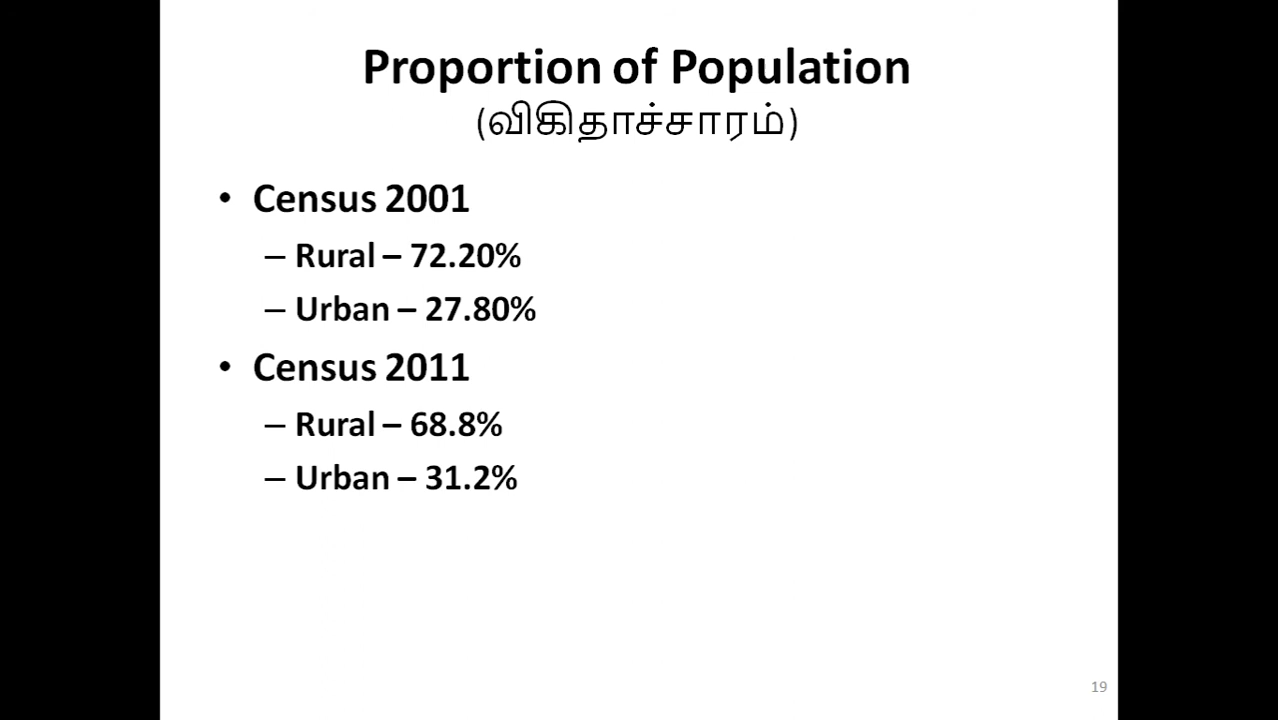 Proportion of Population
(விகிதாச்சாரம்)
• Census 2001
– Rural – 72.20%
– Urban – 27.80%
• Census 2011
– Rural – 68.8%
– Urban – 31.2%
19